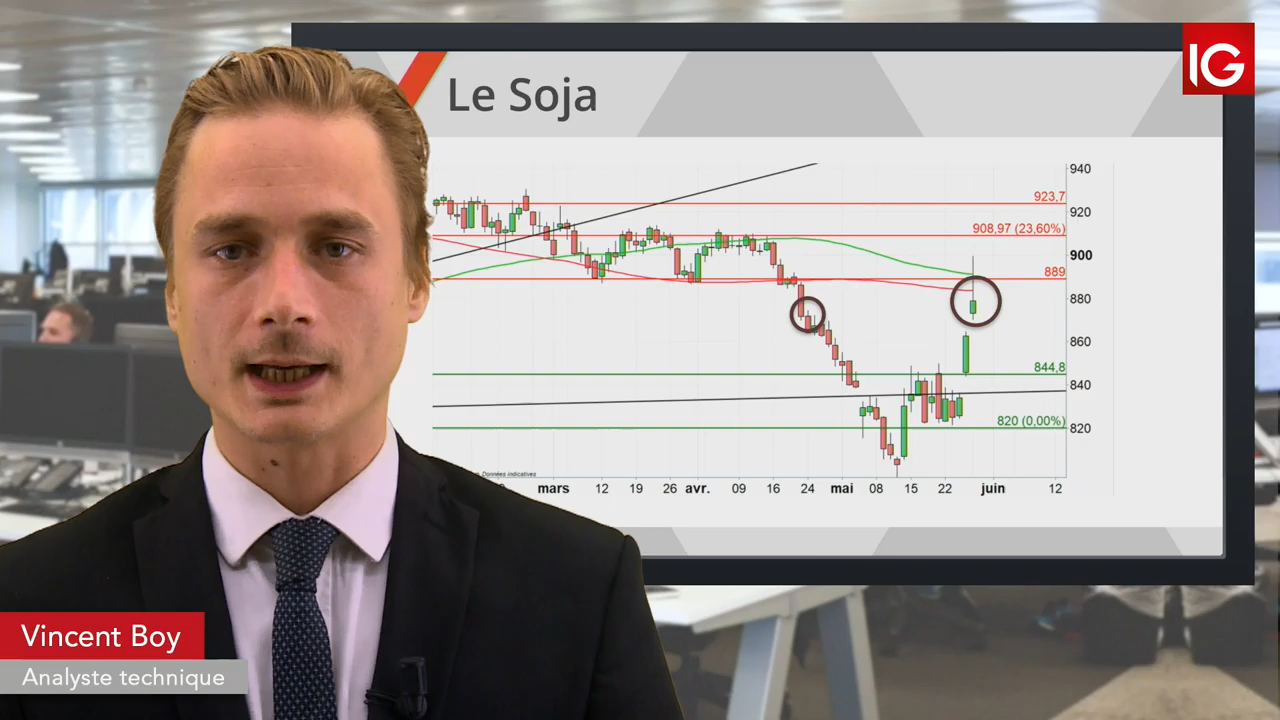 IG
Le Soja
940
923,7
920
908,97 (23,60%)
900
889
880
860
844,8
840
820 (0,00%)
820
Données indicatives
mars 12 19 26 avr. 09 16 24 mai 08 15 22 juin 12
Vincent Boy
Analyste technique